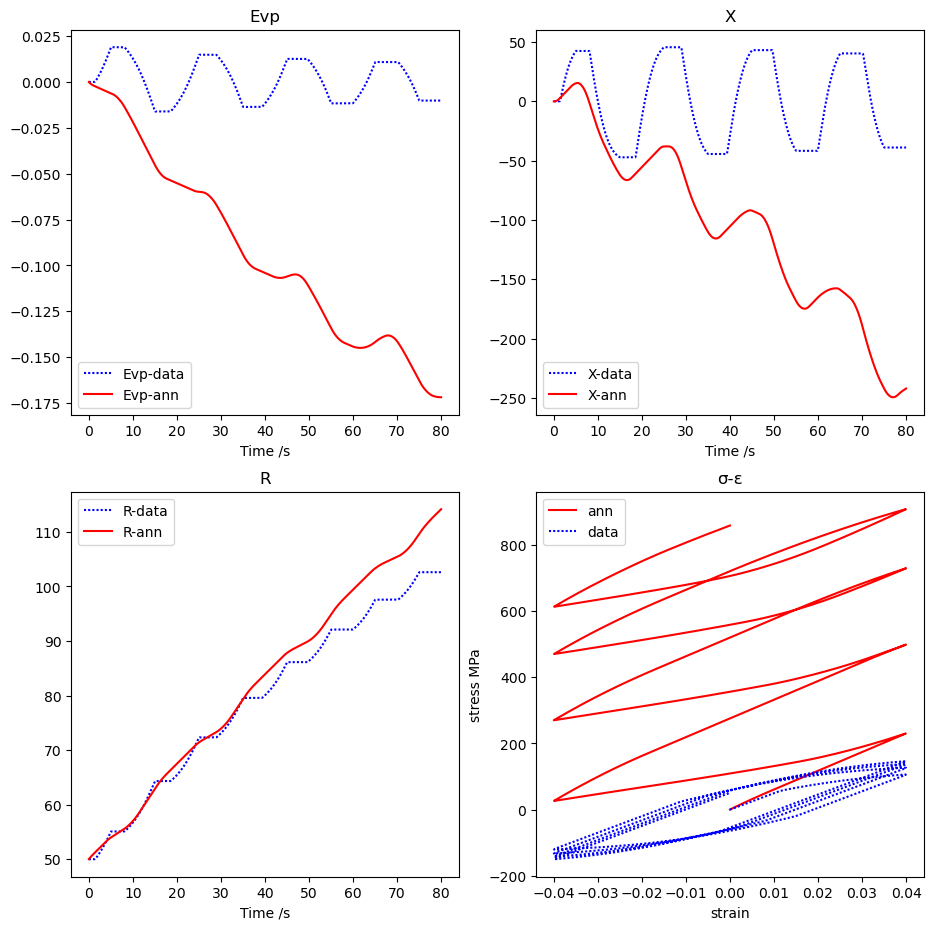 Evp
0.025
0.000
−0.025
−0.050
−0.075
−0.100
−0.125
−0.150
−0.175
Evp-data
Evp-ann
0 10 20 30 40 50 60 70 80
Time /s
X
50
0
−50
−100
−150
−200
−250
X-data
X-ann
0 10 20 30 40 50 60 70 80
Time /s
R
R-data
R-ann
110
100
90
80
70
60
50
0 10 20 30 40 50 60 70 80
Time /s
σ-ε
ann
data
800
600
400
200
0
−200
stress MPa
−0.04 −0.03 −0.02 −0.01 0.00 0.01 0.02 0.03 0.04
strain